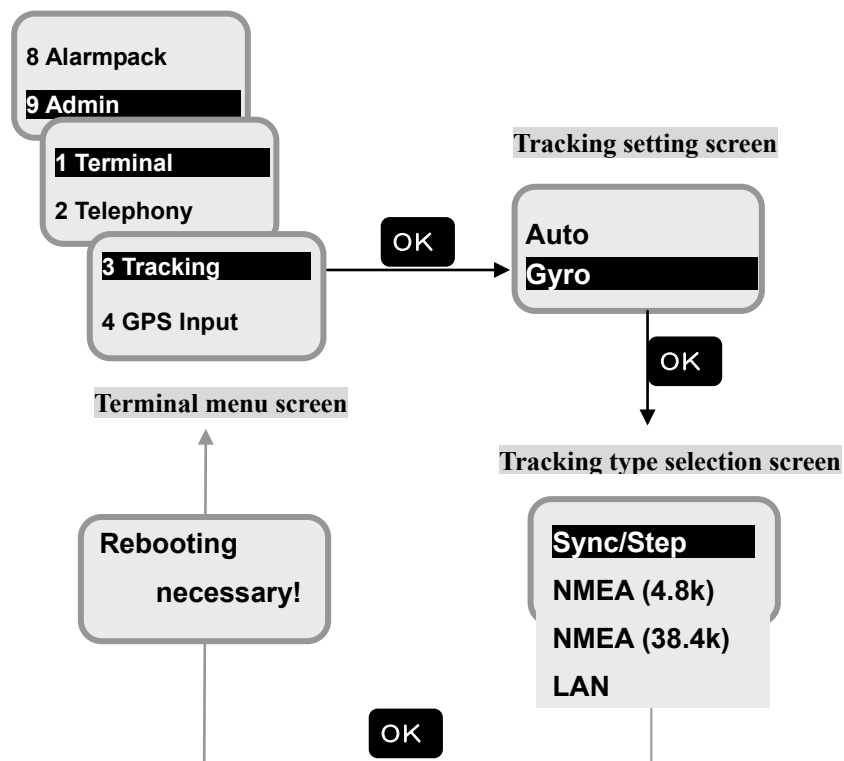 8 Alarmpack
9 Admin
1 Terminal
2 Telephony
3 Tracking
4 GPS Input
Terminal menu screen
OK
Tracking setting screen
Auto
Gyro
OK
Tracking type selection screen
Sync/Step
NMEA (4.8k)
NMEA (38.4k)
LAN
OK
Rebooting
necessary!